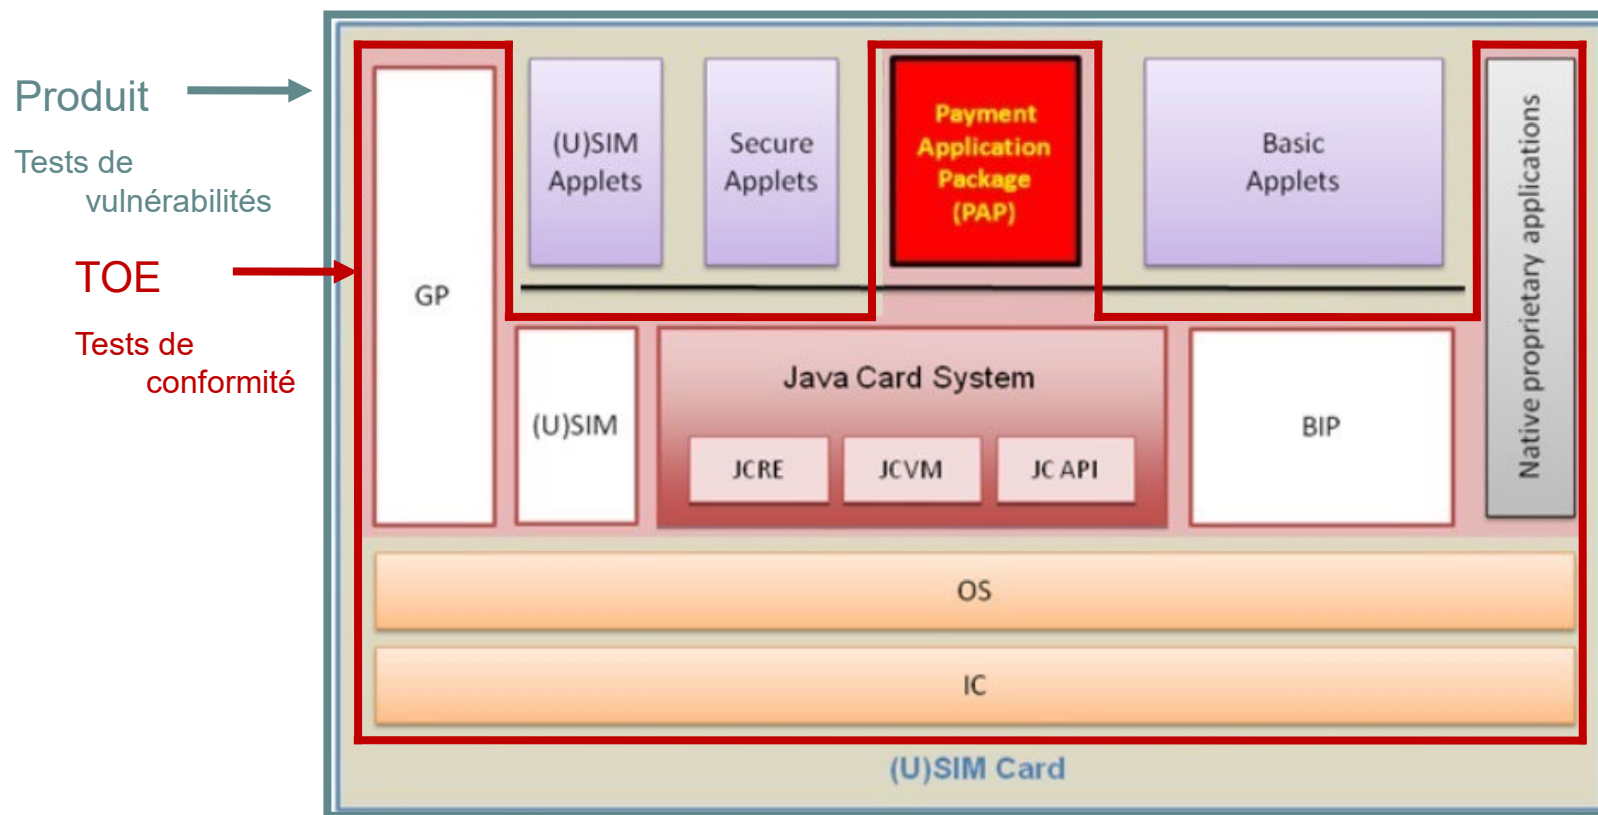 Produit
Tests de
vulnérabilités
TOE
Tests de
conformité
GP
(U)SIM
Applets
Secure
Applets
Payment
Application
Package
(PAP)
Basic
Applets
Native proprietary applications
(U)SIM
Java Card System
JCRE
JCVM
JC API
BIP
OS
IC
(U)SIM Card